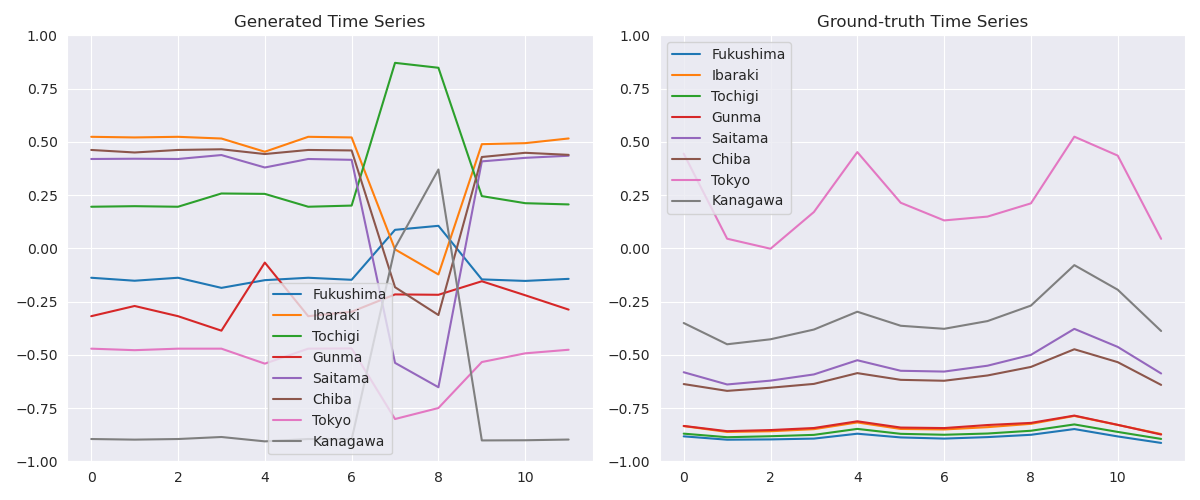 Generated Time Series
1.00
0.75
0.50
0.25
0.00
−0.25
−0.50
−0.75
−1.00
0 2 4 6 8 10
Fukushima
Ibaraki
Tochigi
Gunma
Saitama
Chiba
Tokyo
Kanagawa
Ground-truth Time Series
1.00
0.75
0.50
0.25
0.00
−0.25
−0.50
−0.75
−1.00
0 2 4 6 8 10
Fukushima
Ibaraki
Tochigi
Gunma
Saitama
Chiba
Tokyo
Kanagawa